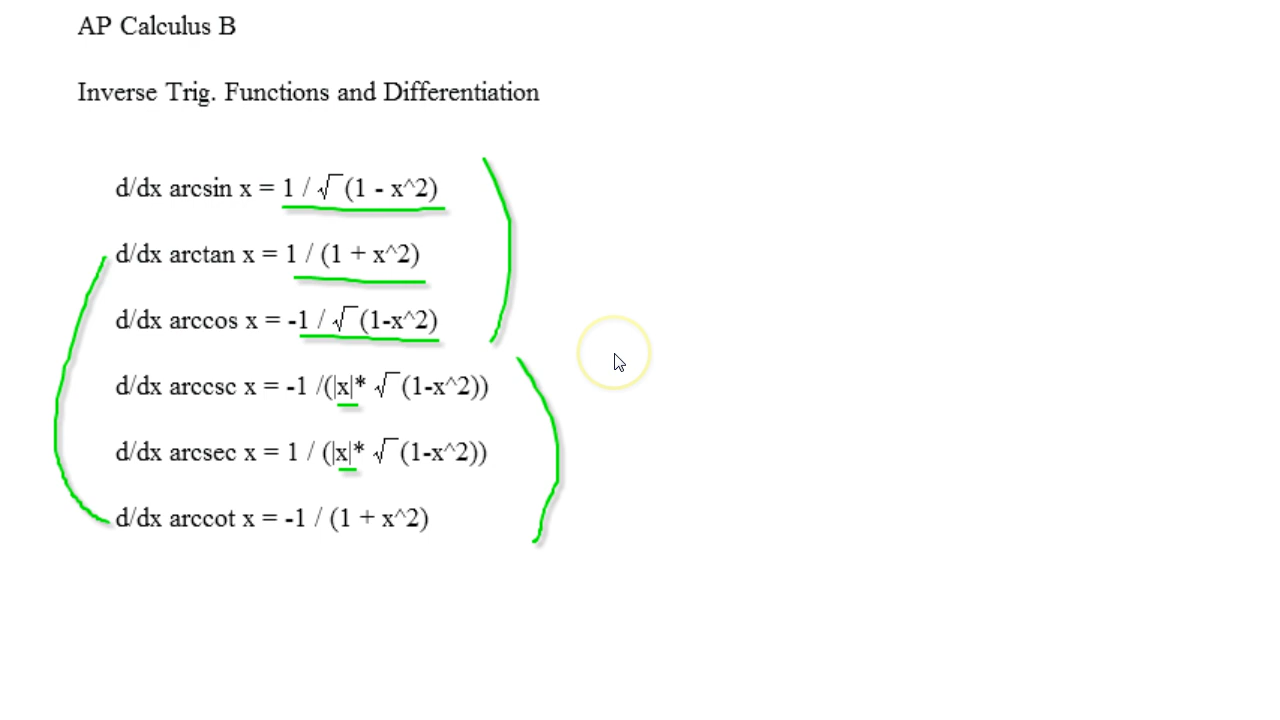 AP Calculus B
Inverse Trig. Functions and Differentiation
d/dx arcsin x = 1 / √(1 - x^2)
d/dx arctan x = 1 / (1 + x^2)
d/dx arccos x = -1 / √(1-x^2)
d/dx arccsc x = -1 /(|x|* √(1-x^2))
d/dx arcsec x = 1 / (|x|* √(1-x^2))
d/dx arccot x = -1 / (1 + x^2)